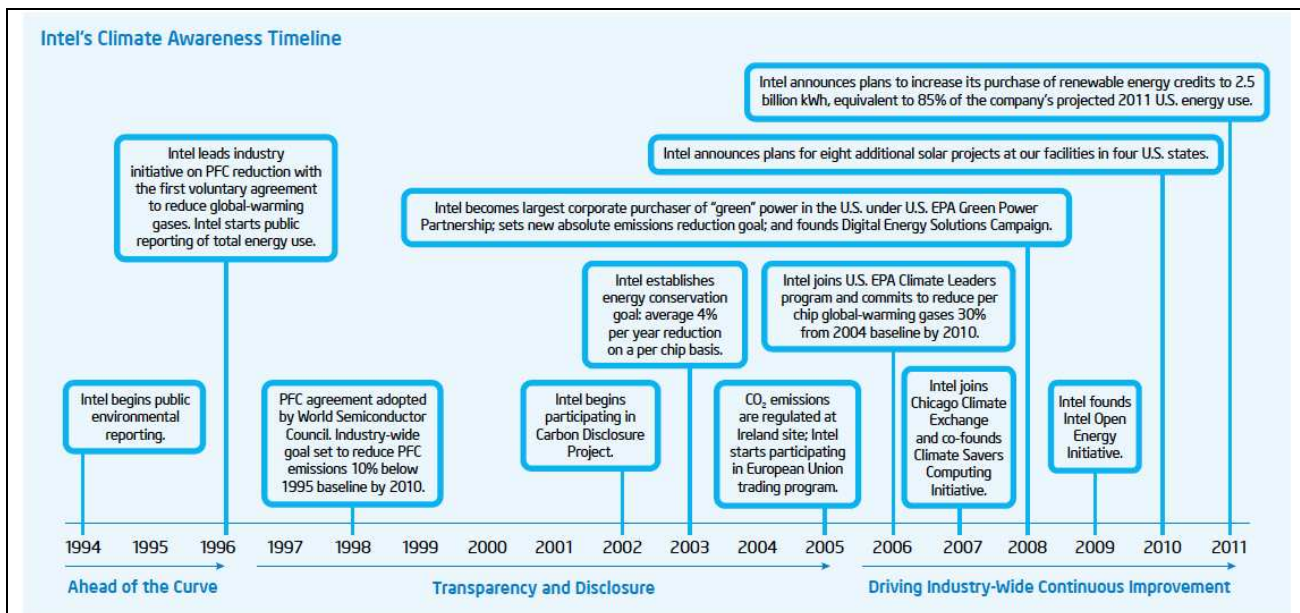 Intel's Climate Awareness Timeline
Intel announces plans to increase its purchase of renewable energy credits to 2.5
billion kWh, equivalent to 85% of the company's projected 2011 U.S. energy use.
Intel leads industry
initiative on PFC reduction with
the first voluntary agreement
to reduce global-warming
gases. Intel starts public
reporting of total energy use.
Intel announces plans for eight additional solar projects at our facilities in four U.S. states.
Intel becomes largest corporate purchaser of "green" power in the U.S. under U.S. EPA Green Power
Partnership; sets new absolute emissions reduction goal; and founds Digital Energy Solutions Campaign.
Intel establishes
energy conservation
goal: average 4%
per year reduction
on a per chip basis.
Intel joins U.S. EPA Climate Leaders
program and commits to reduce per
chip global-warming gases 30%
from 2004 baseline by 2010.
Intel begins public
environmental
reporting.
PFC agreement adopted
by World Semiconductor
Council. Industry-wide
goal set to reduce PFC
emissions 10% below
1995 baseline by 2010.
Intel begins
participating in
Carbon Disclosure
Project.
CO₂ emissions
are regulated at
Ireland site; Intel
starts participating
in European Union
trading program.
Intel joins
Chicago Climate
Exchange
and co-founds
Climate Savers
Computing
Initiative.
Intel founds
Intel Open
Energy
Initiative.
1994 1995 1996 1997 1998 1999 2000 2001 2002 2003 2004 2005 2006 2007 2008 2009 2010 2011
Ahead of the Curve Transparency and Disclosure Driving Industry-Wide Continuous Improvement